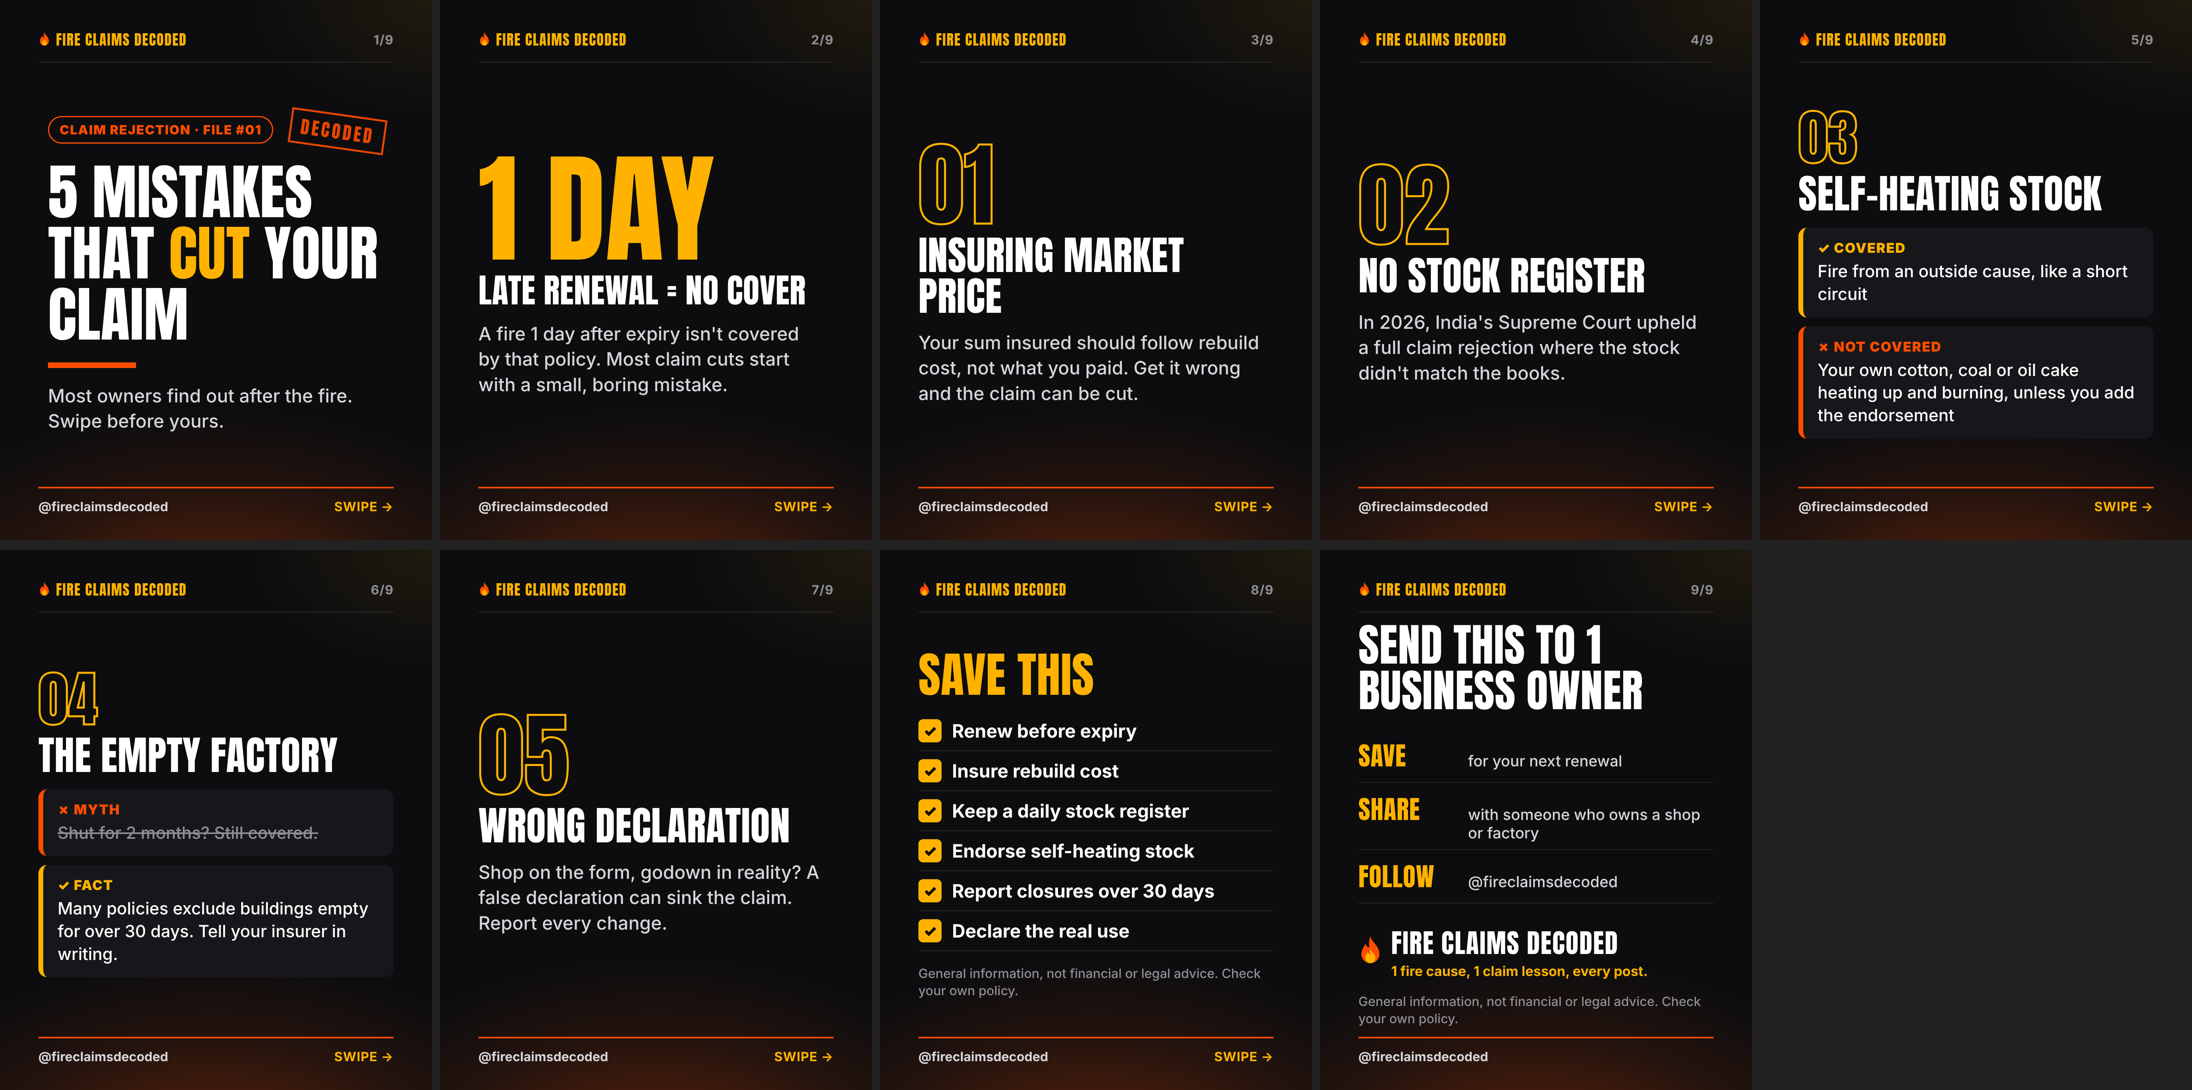 FIRE CLAIMS DECODED
1/9
CLAIM REJECTION · FILE #01
DECODED
5 MISTAKES
THAT CUT YOUR
CLAIM
Most owners find out after the fire.
Swipe before yours.
@fireclaimsdecoded
SWIPE →
FIRE CLAIMS DECODED
2/9
1 DAY
LATE RENEWAL = NO COVER
A fire 1 day after expiry isn't covered
by that policy. Most claim cuts start
with a small, boring mistake.
@fireclaimsdecoded
SWIPE →
FIRE CLAIMS DECODED
3/9
01
INSURING MARKET
PRICE
Your sum insured should follow rebuild
cost, not what you paid. Get it wrong
and the claim can be cut.
@fireclaimsdecoded
SWIPE →
FIRE CLAIMS DECODED
4/9
02
NO STOCK REGISTER
In 2026, India's Supreme Court upheld
a full claim rejection where the stock
didn't match the books.
@fireclaimsdecoded
SWIPE →
FIRE CLAIMS DECODED
5/9
03
SELF-HEATING STOCK
✓ COVERED
Fire from an outside cause, like a short
circuit
× NOT COVERED
Your own cotton, coal or oil cake
heating up and burning, unless you add
the endorsement
@fireclaimsdecoded
SWIPE →
FIRE CLAIMS DECODED
6/9
04
THE EMPTY FACTORY
× MYTH
Shut for 2 months? Still covered.
✓ FACT
Many policies exclude buildings empty
for over 30 days. Tell your insurer in
writing.
@fireclaimsdecoded
SWIPE →
FIRE CLAIMS DECODED
7/9
05
WRONG DECLARATION
Shop on the form, godown in reality? A
false declaration can sink the claim.
Report every change.
@fireclaimsdecoded
SWIPE →
FIRE CLAIMS DECODED
8/9
SAVE THIS
Renew before expiry
Insure rebuild cost
Keep a daily stock register
Endorse self-heating stock
Report closures over 30 days
Declare the real use
General information, not financial or legal advice. Check
your own policy.
@fireclaimsdecoded
SWIPE →
FIRE CLAIMS DECODED
9/9
SEND THIS TO 1
BUSINESS OWNER
SAVE for your next renewal
SHARE with someone who owns a shop
or factory
FOLLOW @fireclaimsdecoded
FIRE CLAIMS DECODED
1 fire cause, 1 claim lesson, every post.
General information, not financial or legal advice. Check
your own policy.
@fireclaimsdecoded